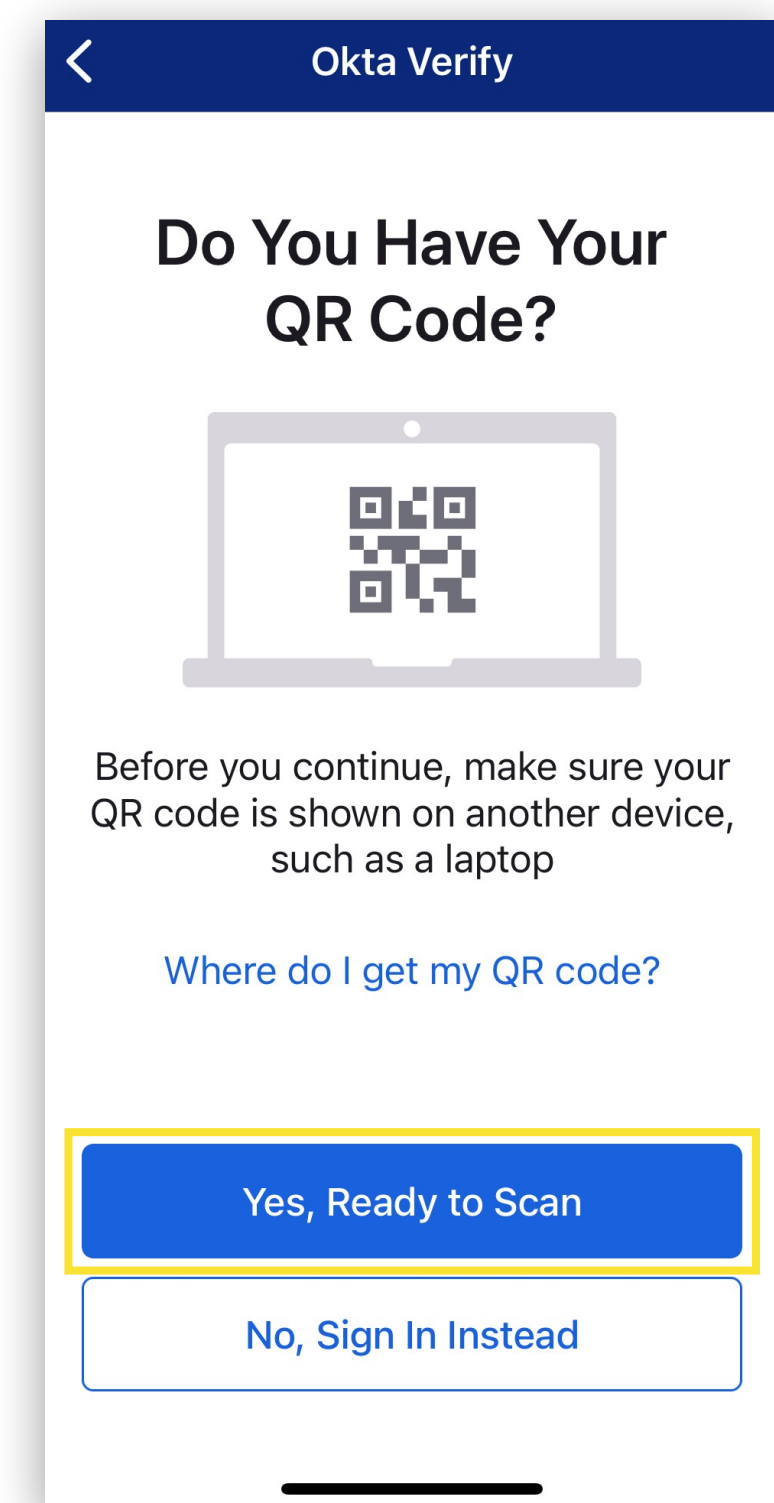 Okta Verify
Do You Have Your
QR Code?
Before you continue, make sure your
QR code is shown on another device,
such as a laptop
Where do I get my QR code?
Yes, Ready to Scan
No, Sign In Instead